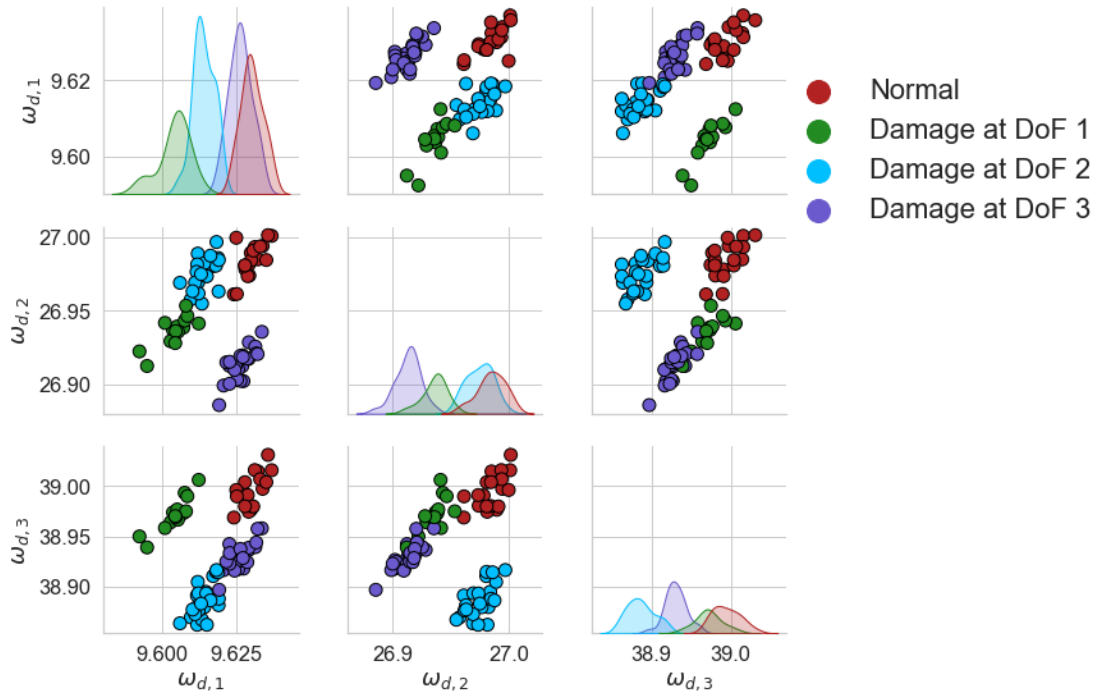 ω_{d,1}
9.62
9.60
Normal
Damage at DoF 1
Damage at DoF 2
Damage at DoF 3
ω_{d,2}
27.00
26.95
26.90
ω_{d,3}
39.00
38.95
38.90
9.600 9.625
26.9 27.0
38.9 39.0
ω_{d,1}
ω_{d,2}
ω_{d,3}